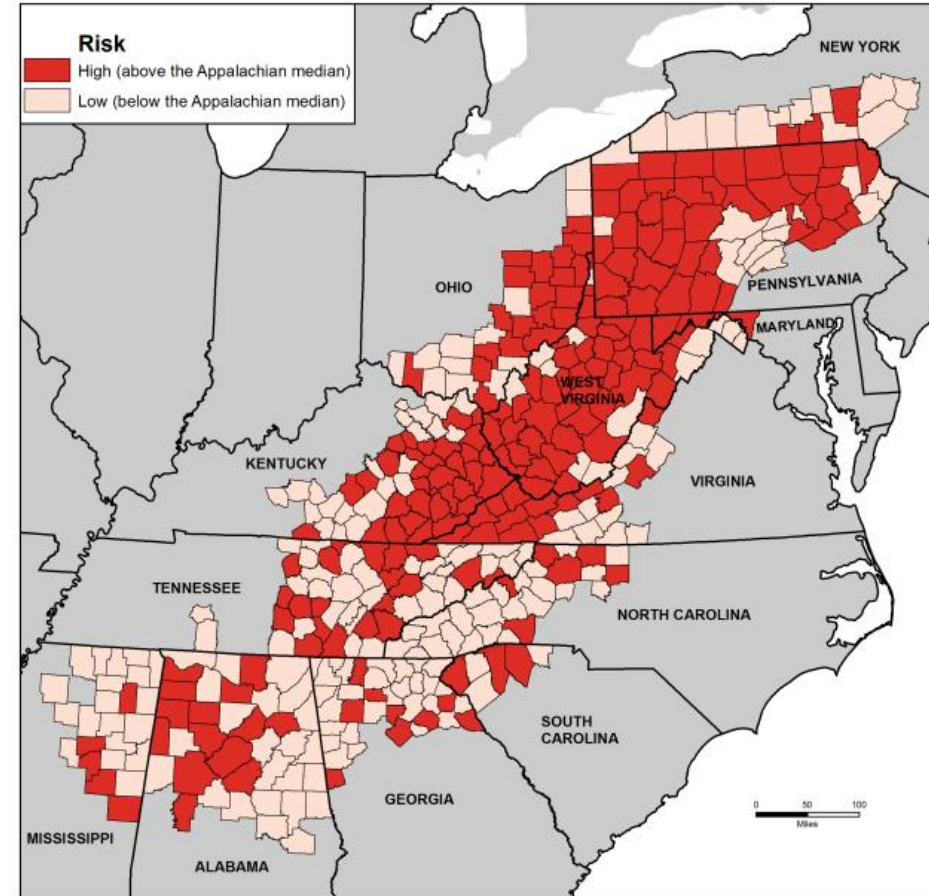 Risk
High (above the Appalachian median)
Low (below the Appalachian median)
NEW YORK
PENNSYLVANIA
OHIO
MARYLAND
WEST
VIRGINIA
KENTUCKY
VIRGINIA
TENNESSEE
NORTH CAROLINA
SOUTH
CAROLINA
GEORGIA
MISSISSIPPI
ALABAMA
0 50 100
Miles